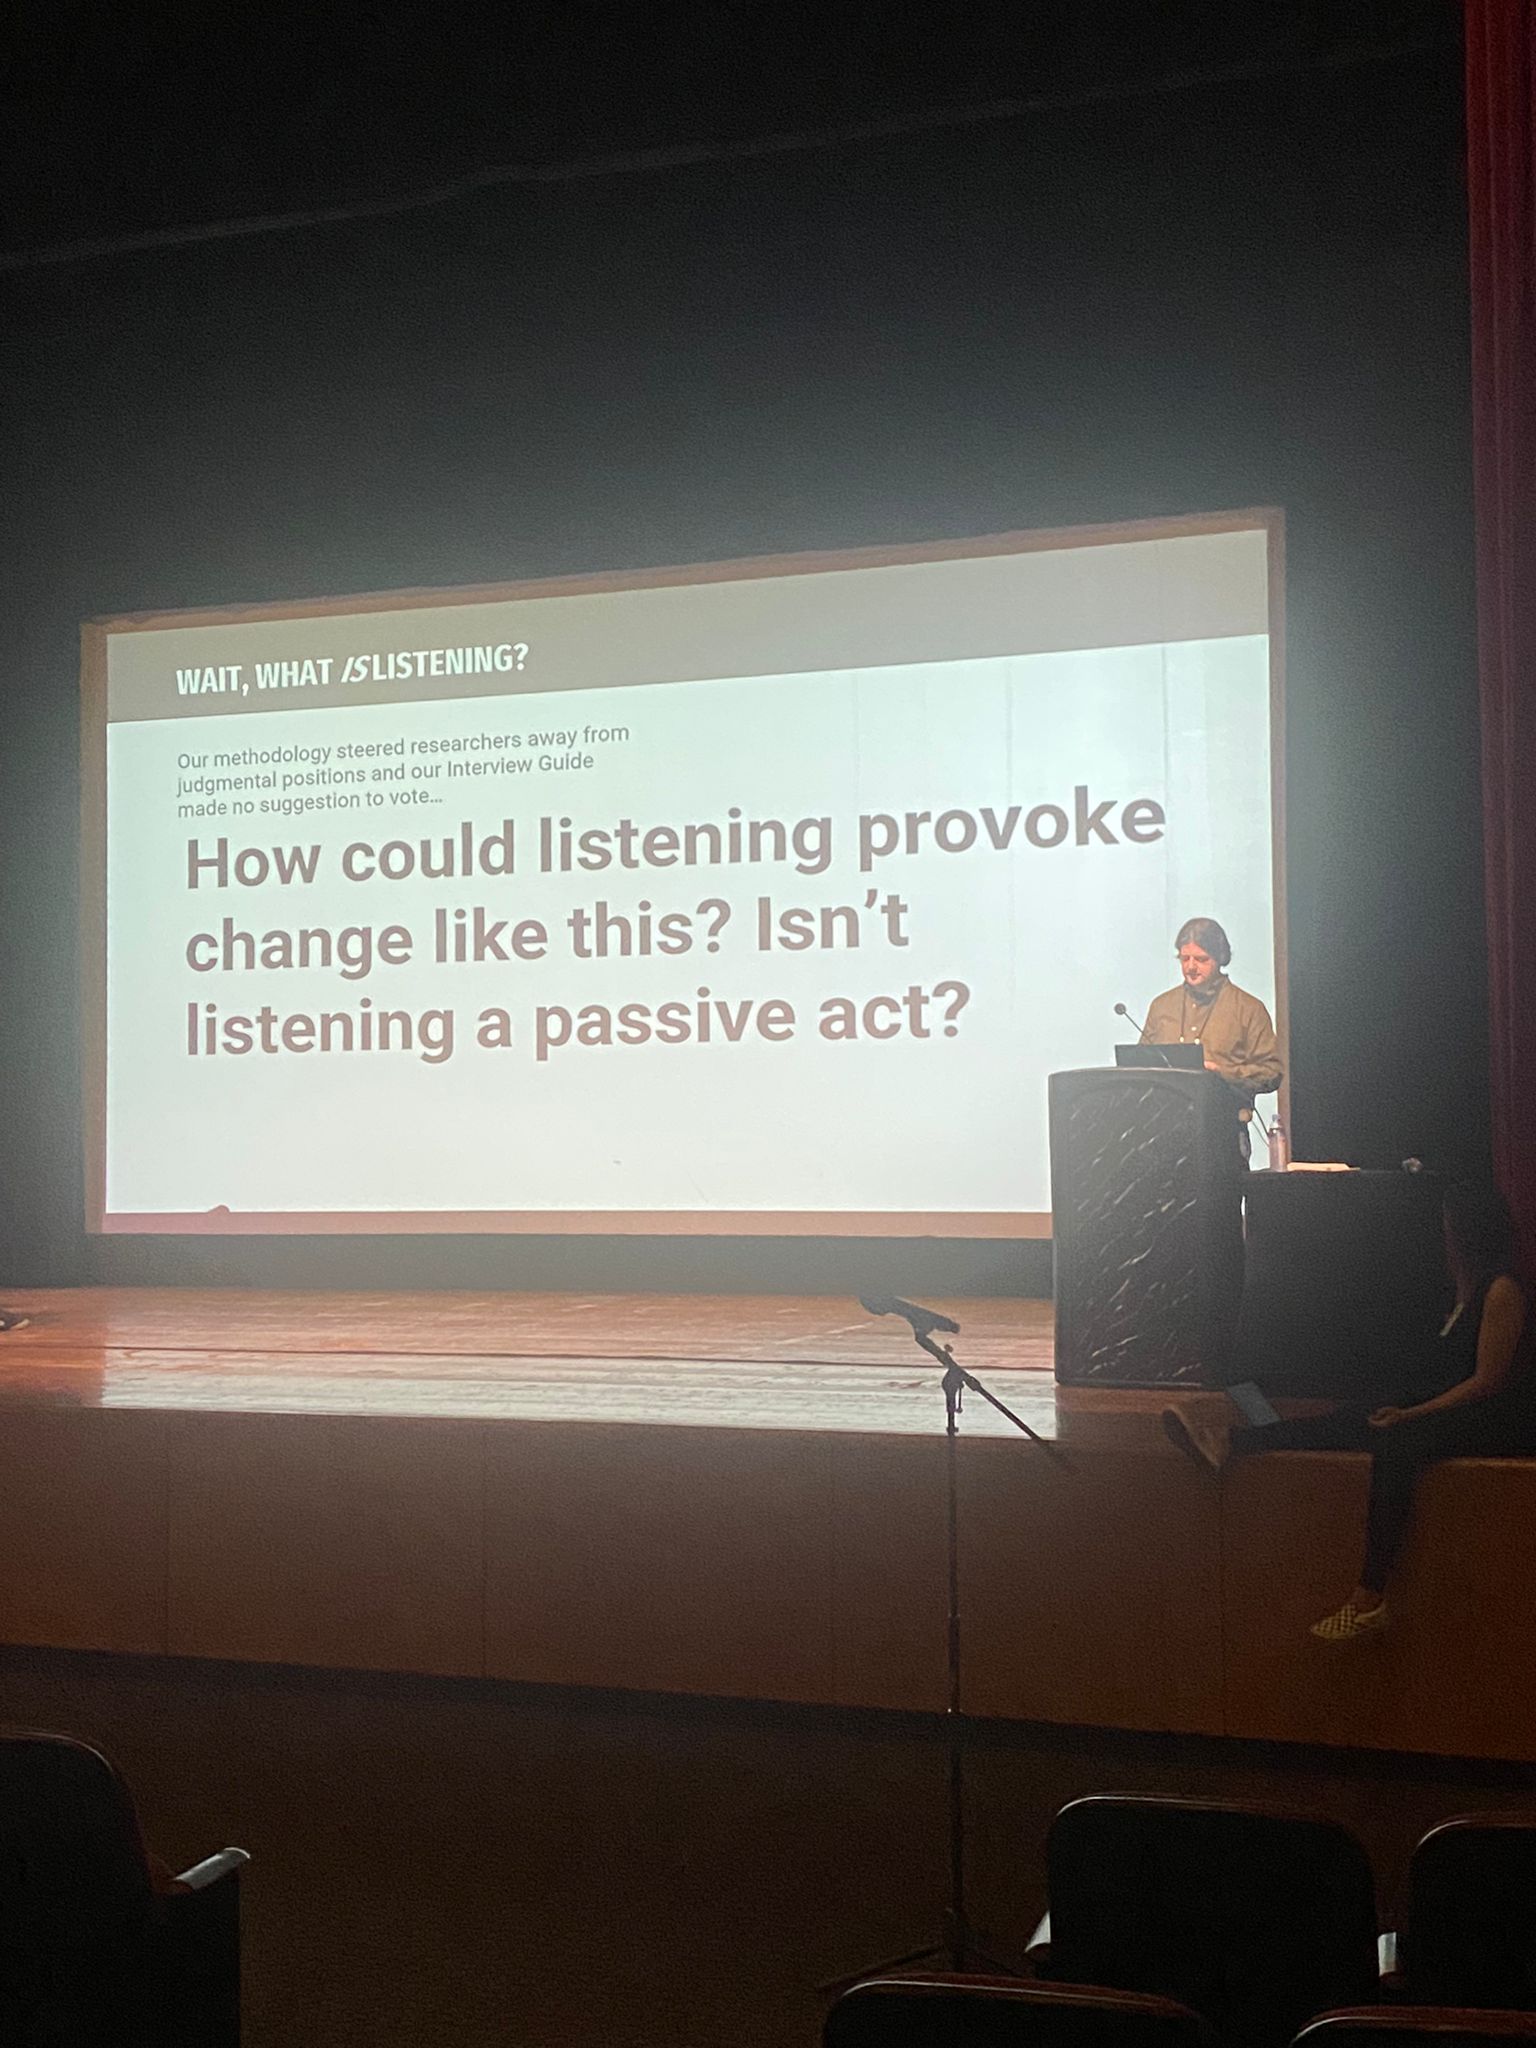 WAIT, WHAT IS LISTENING?
Our methodology steered researchers away from
judgmental positions and our Interview Guide
made no suggestion to vote...
How could listening provoke
change like this? Isn’t
listening a passive act?